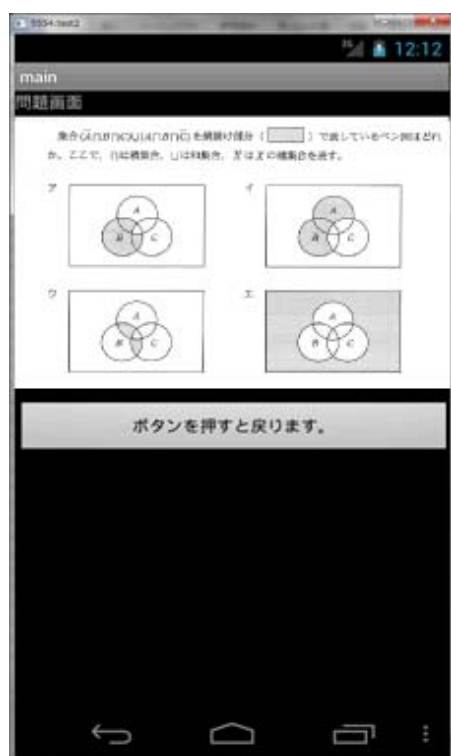 5554:test2
3G 12:12
main
問題画面
集合(A̅∩B∩C)∪(A∩B∩C̅)を網掛け部分( )で表しているベン図はどれ
か。ここで，∩は積集合，∪は和集合，X̅はXの補集合を表す。
ア イ
A A
B C B C
ウ エ
A A
B C B C
ボタンを押すと戻ります。